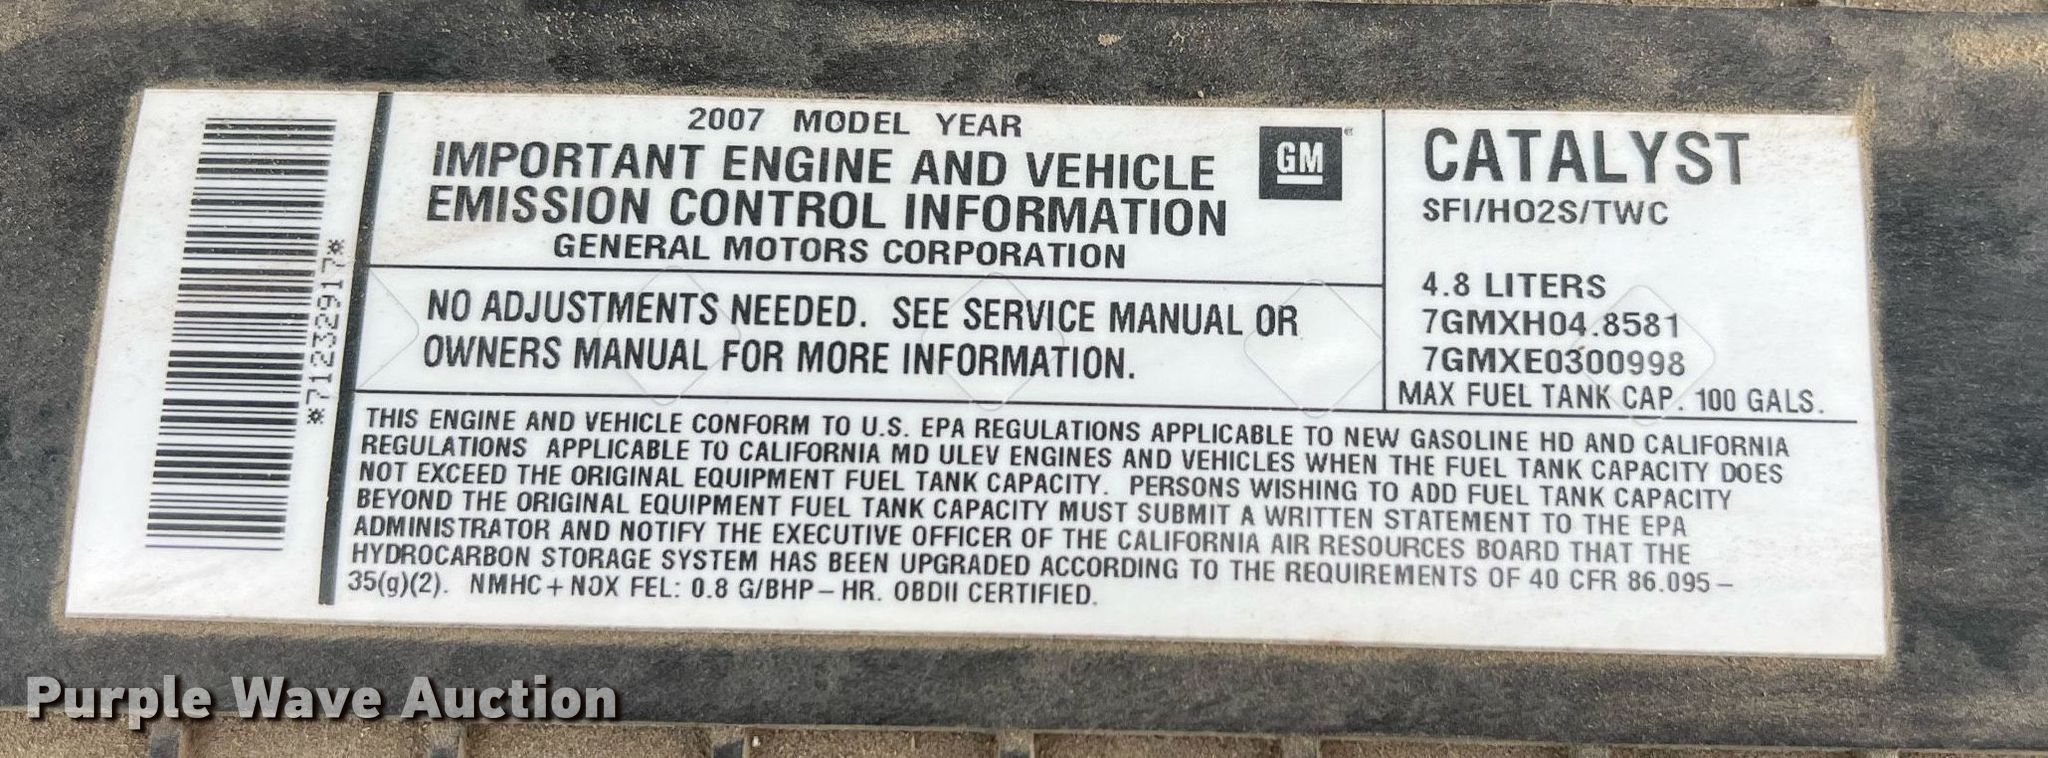 *71232917*
2007 MODEL YEAR
IMPORTANT ENGINE AND VEHICLE
EMISSION CONTROL INFORMATION
GENERAL MOTORS CORPORATION
GM
NO ADJUSTMENTS NEEDED. SEE SERVICE MANUAL OR
OWNERS MANUAL FOR MORE INFORMATION.
CATALYST
SFI/HO2S/TWC
4.8 LITERS
7GMXH04.8581
7GMXE0300998
MAX FUEL TANK CAP. 100 GALS.
THIS ENGINE AND VEHICLE CONFORM TO U.S. EPA REGULATIONS APPLICABLE TO NEW GASOLINE HD AND CALIFORNIA
REGULATIONS APPLICABLE TO CALIFORNIA MD ULEV ENGINES AND VEHICLES WHEN THE FUEL TANK CAPACITY DOES
NOT EXCEED THE ORIGINAL EQUIPMENT FUEL TANK CAPACITY. PERSONS WISHING TO ADD FUEL TANK CAPACITY
BEYOND THE ORIGINAL EQUIPMENT FUEL TANK CAPACITY MUST SUBMIT A WRITTEN STATEMENT TO THE EPA
ADMINISTRATOR AND NOTIFY THE EXECUTIVE OFFICER OF THE CALIFORNIA AIR RESOURCES BOARD THAT THE
HYDROCARBON STORAGE SYSTEM HAS BEEN UPGRADED ACCORDING TO THE REQUIREMENTS OF 40 CFR 86.095–
35(g)(2). NMHC+NOX FEL: 0.8 G/BHP–HR. OBDII CERTIFIED.
Purple Wave Auction